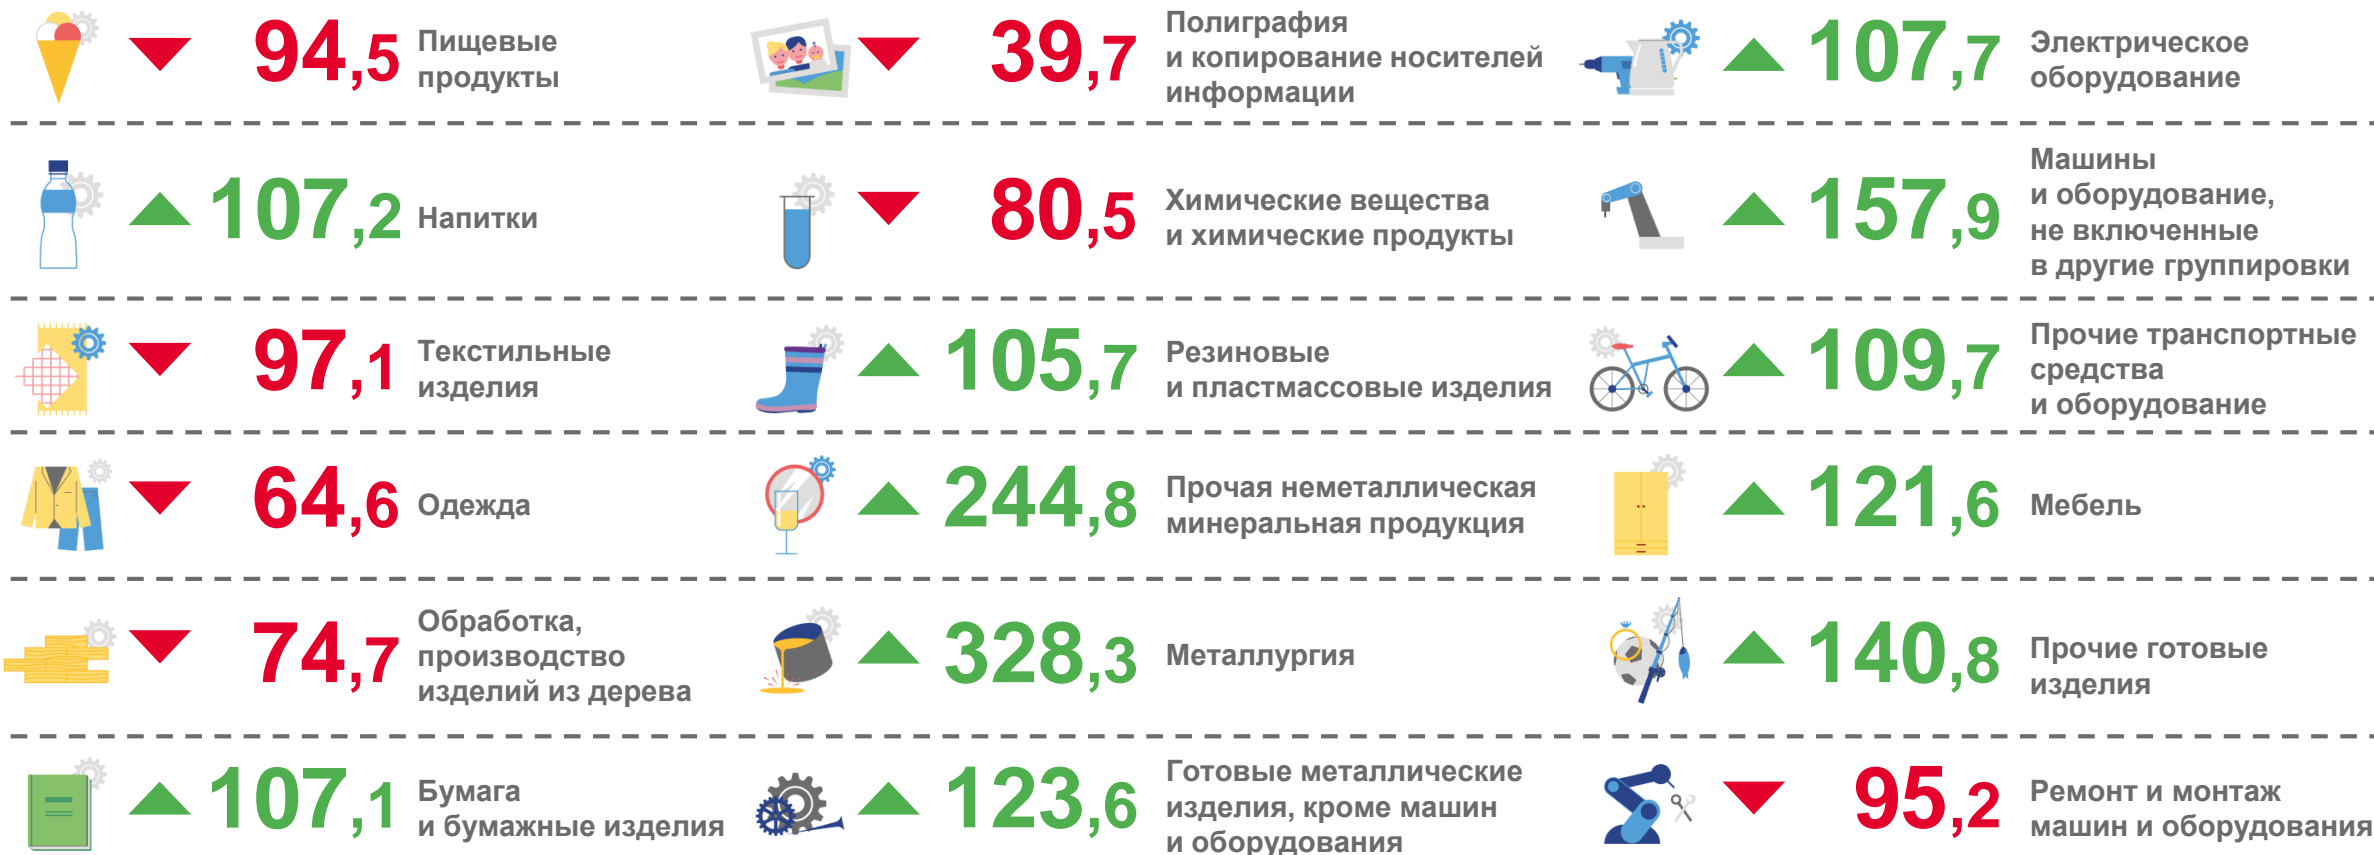 94,5
Пищевые
продукты
39,7
Полиграфия
и копирование носителей
информации
107,7
Электрическое
оборудование
107,2
Напитки
80,5
Химические вещества
и химические продукты
157,9
Машины
и оборудование,
не включенные
в другие группировки
97,1
Текстильные
изделия
105,7
Резиновые
и пластмассовые изделия
109,7
Прочие транспортные
средства
и оборудование
64,6
Одежда
244,8
Прочая неметаллическая
минеральная продукция
121,6
Мебель
74,7
Обработка,
производство
изделий из дерева
328,3
Металлургия
140,8
Прочие готовые
изделия
107,1
Бумага
и бумажные изделия
123,6
Готовые металлические
изделия, кроме машин
и оборудования
95,2
Ремонт и монтаж
машин и оборудования